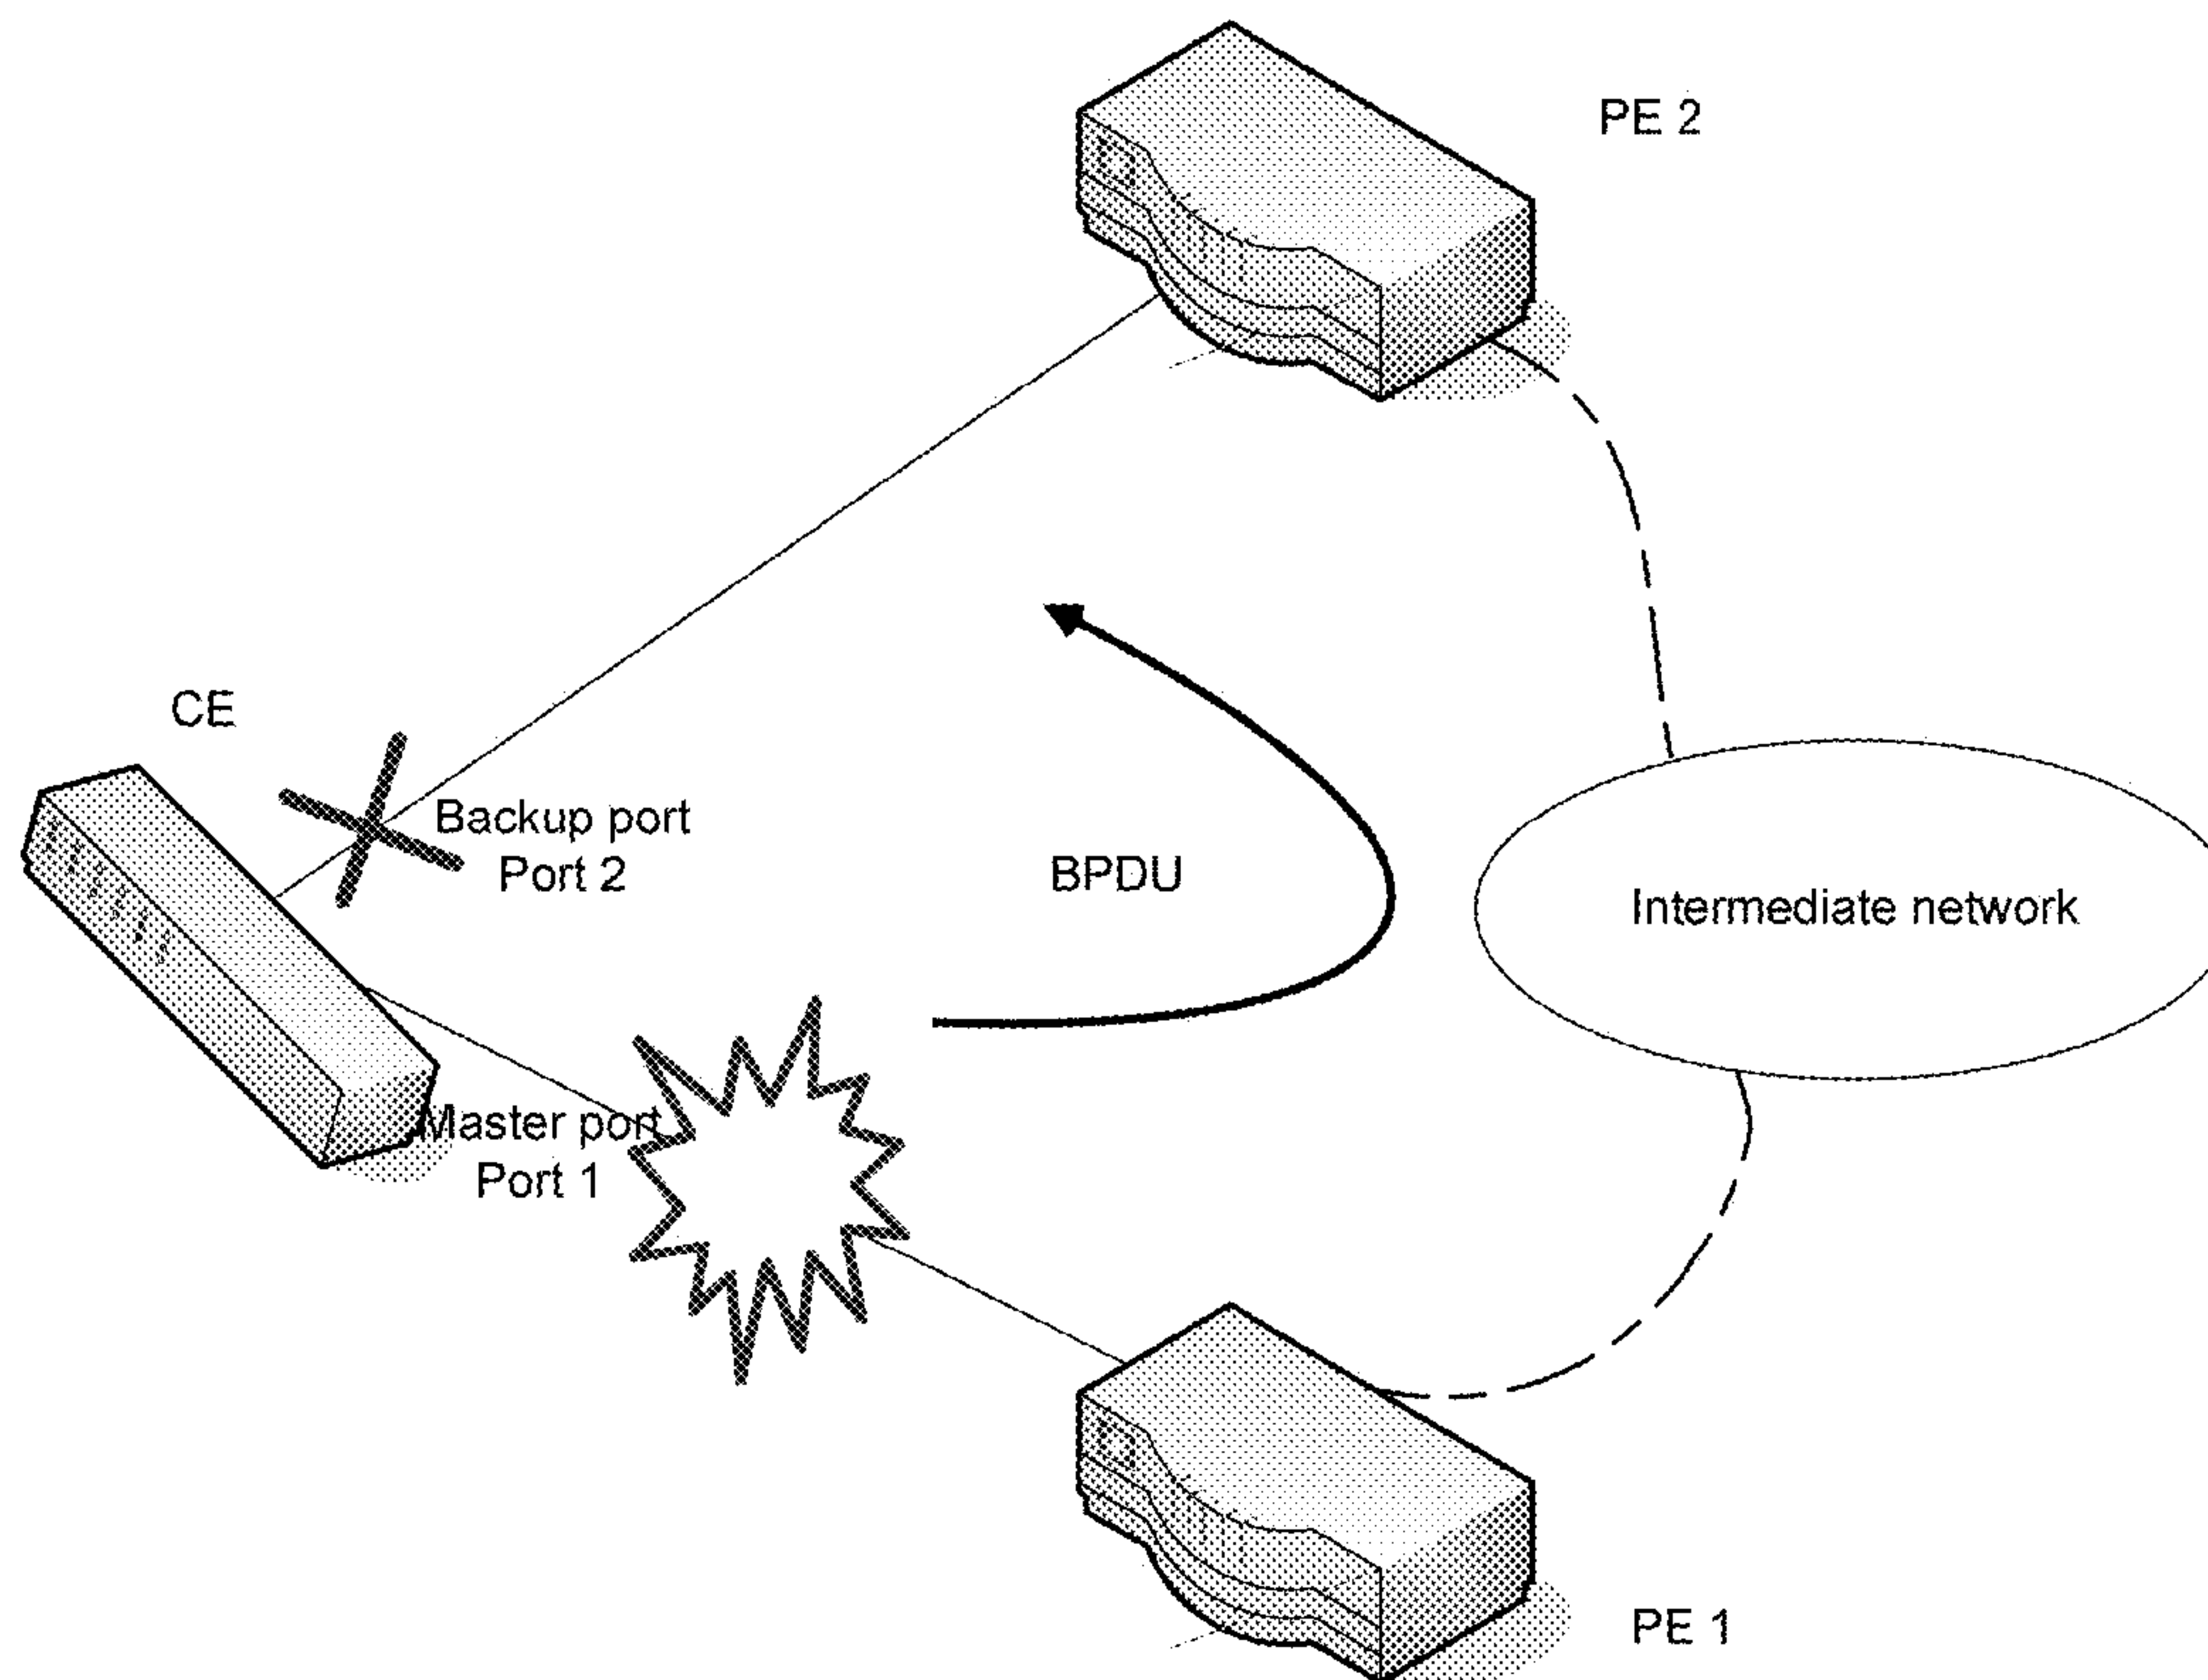 PE 2
CE
Backup port
Port 2
BPDU
Intermediate network
Master port
Port 1
PE 1